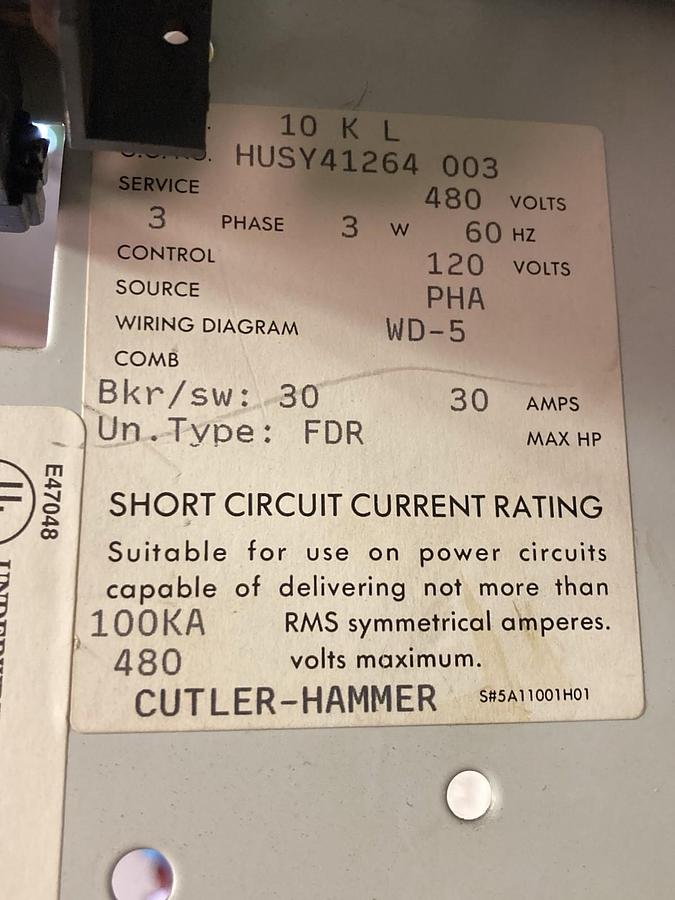 10 K L
HUSY41264 003
SERVICE 480 VOLTS
3 PHASE 3 W 60 HZ
CONTROL 120 VOLTS
SOURCE PHA
WIRING DIAGRAM WD-5
COMB
Bkr/sw: 30 30 AMPS
Un.Type: FDR MAX HP
SHORT CIRCUIT CURRENT RATING
Suitable for use on power circuits
capable of delivering not more than
100KA RMS symmetrical amperes.
480 volts maximum.
CUTLER-HAMMER S#5A11001H01
E47048